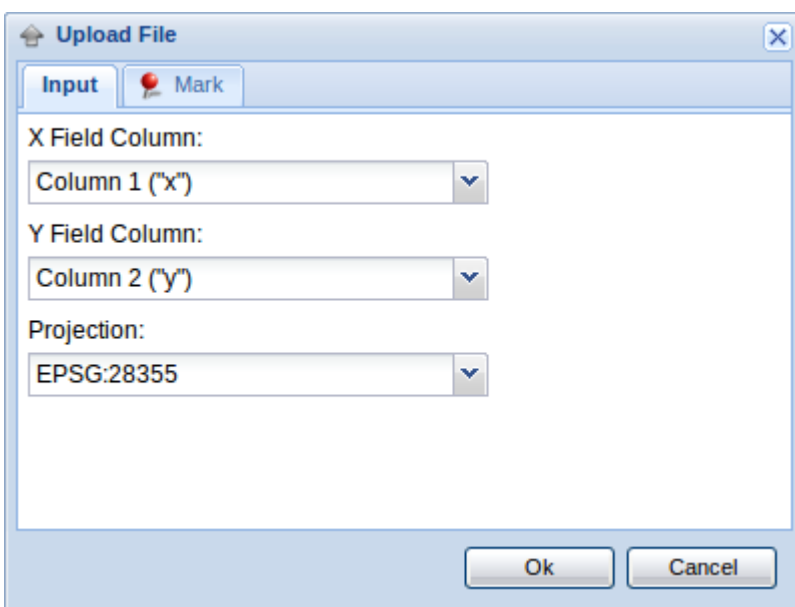 Upload File
Input Mark
X Field Column:
Column 1 ("x")
Y Field Column:
Column 2 ("y")
Projection:
EPSG:28355
Ok Cancel